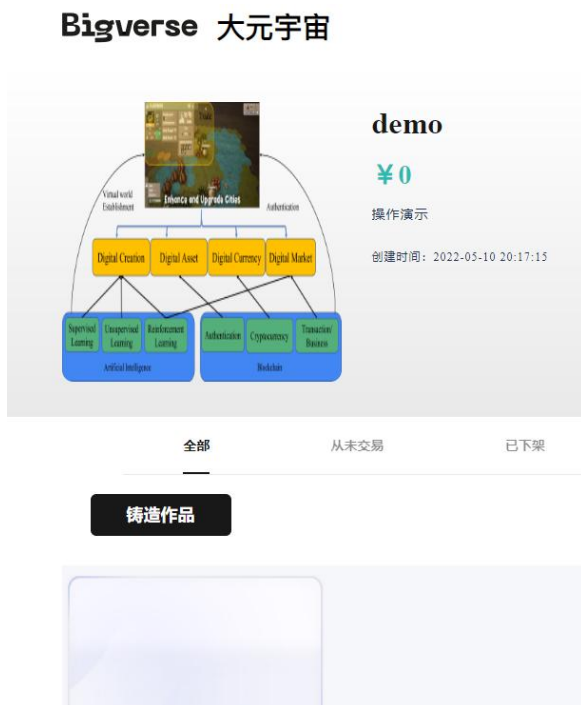 Bigverse 大元宇宙
demo
¥0
操作演示
创建时间：2022-05-10 20:17:15
Trade
Enhance and Upgrade Cities
Virtual world
Establishment
Authentication
Digital Creation
Digital Asset
Digital Currency
Digital Market
Supervised
Learning
Unsupervised
Learning
Reinforcement
Learning
Artificial Intelligence
Authentication
Cryptocurrency
Transaction/
Business
Blockchain
全部
从未交易
已下架
铸造作品